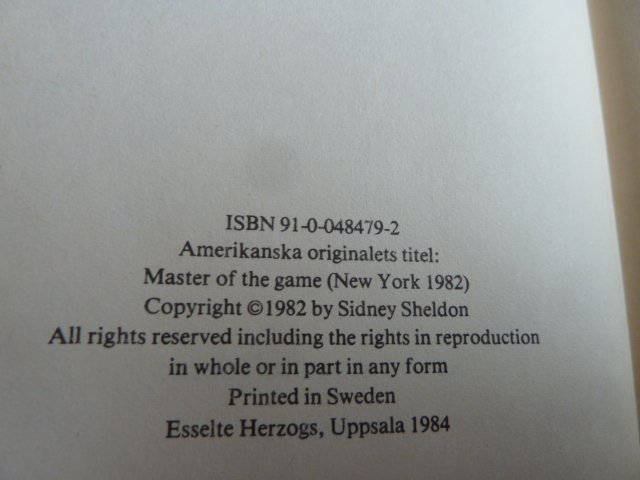 ISBN 91-0-048479-2
Amerikanska originalets titel:
Master of the game (New York 1982)
Copyright ©1982 by Sidney Sheldon
All rights reserved including the rights in reproduction
in whole or in part in any form
Printed in Sweden
Esselte Herzogs, Uppsala 1984